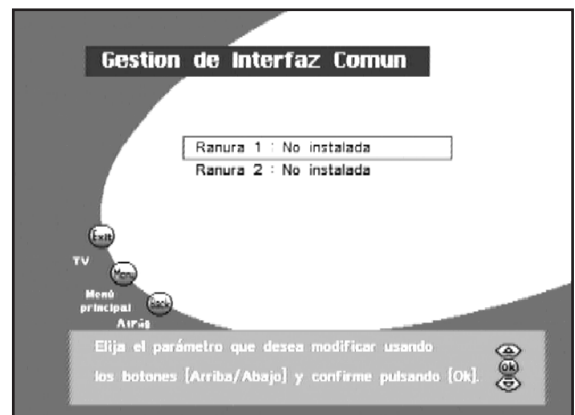 Gestion de Interfaz Comun
Ranura 1 : No instalada
Ranura 2 : No instalada
Exit
TV
Menu
Menú
principal
Back
Atrás
Elija el parámetro que desea modificar usando
los botones [Arriba/Abajo] y confirme pulsando [Ok].
Ok